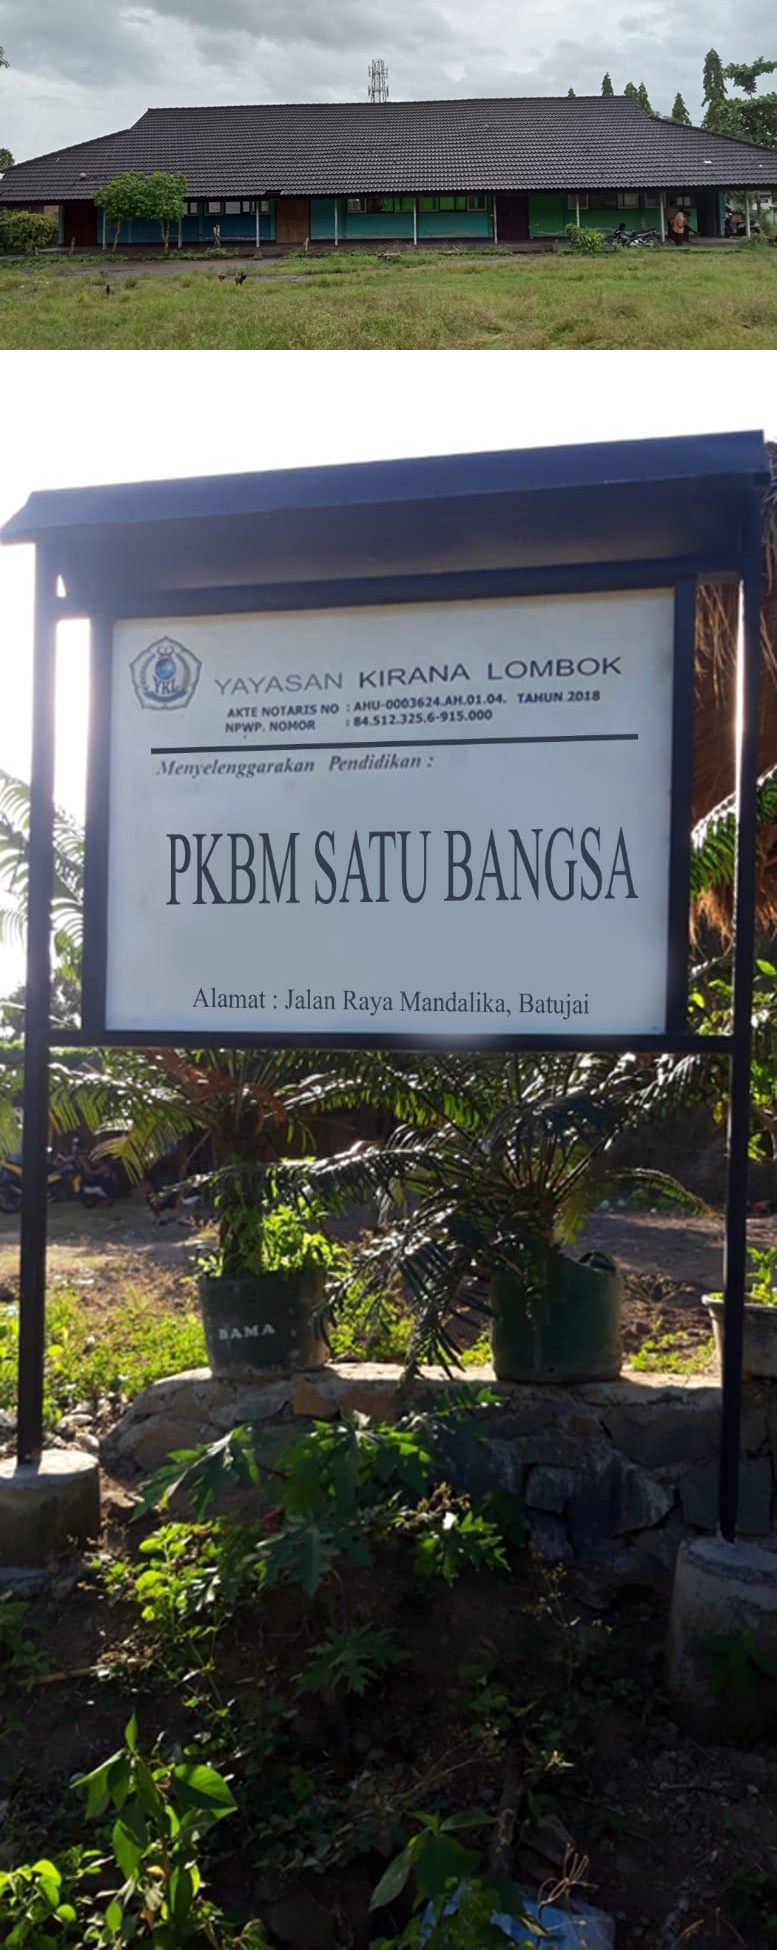 YKL
YAYASAN KIRANA LOMBOK
AKTE NOTARIS NO : AHU-0003624.AH.01.04. TAHUN 2018
NPWP. NOMOR : 84.512.325.6-915.000
Menyelenggarakan Pendidikan :
PKBM SATU BANGSA
Alamat : Jalan Raya Mandalika, Batujai
BAMA